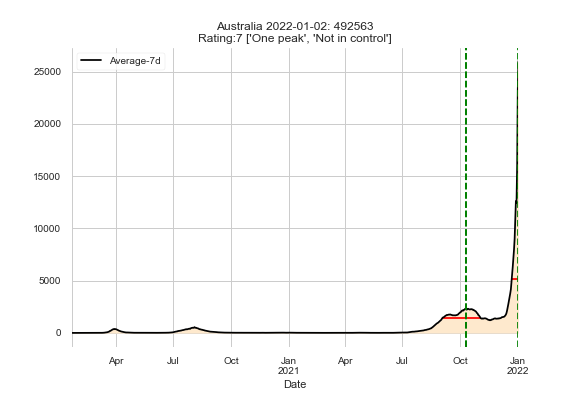 Australia 2022-01-02: 492563
Rating:7 ['One peak', 'Not in control']
Average-7d
25000
20000
15000
10000
5000
0
Apr
Jul
Oct
Jan
2021
Apr
Jul
Oct
Jan
2022
Date